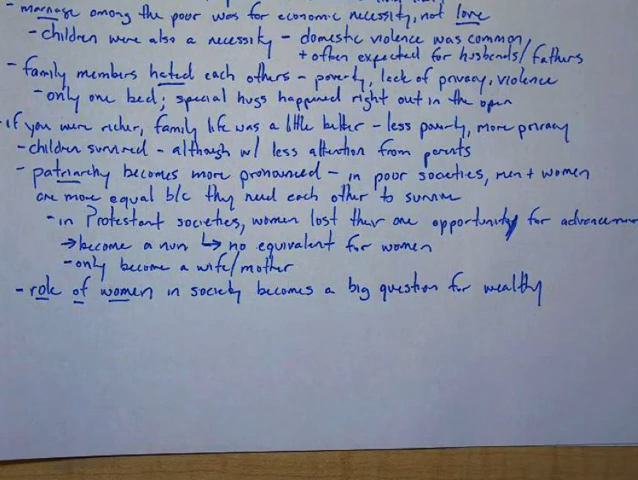 - marriage among the poor was for economic necessity, not love
- children were also a necessity - domestic violence was common,
+ often expected for husbands/fathers
- family members hated each others - poverty, lack of privacy, violence
- only one bed; special hugs happened right out in the open
- if you were richer, family life was a little better - less poverty, more privacy
- children survived - although w/ less attention from parents
- patriarchy becomes more pronounced - in poor societies, men + women
are more equal b/c they need each other to survive
- in Protestant societies, women lost their one opportunity for advancement
→ become a nun ↳ no equivalent for women
- only become a wife/mother
- role of women in society becomes a big question for wealthy